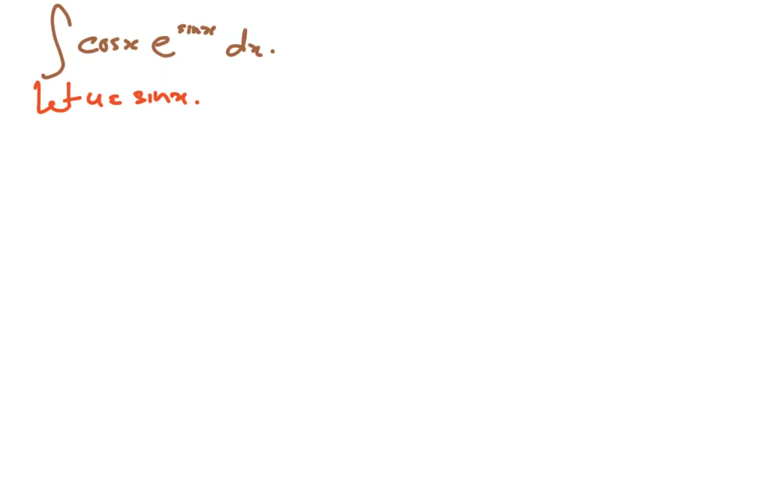 ∫ cosx e^sinx dx.
Let u = sinx.